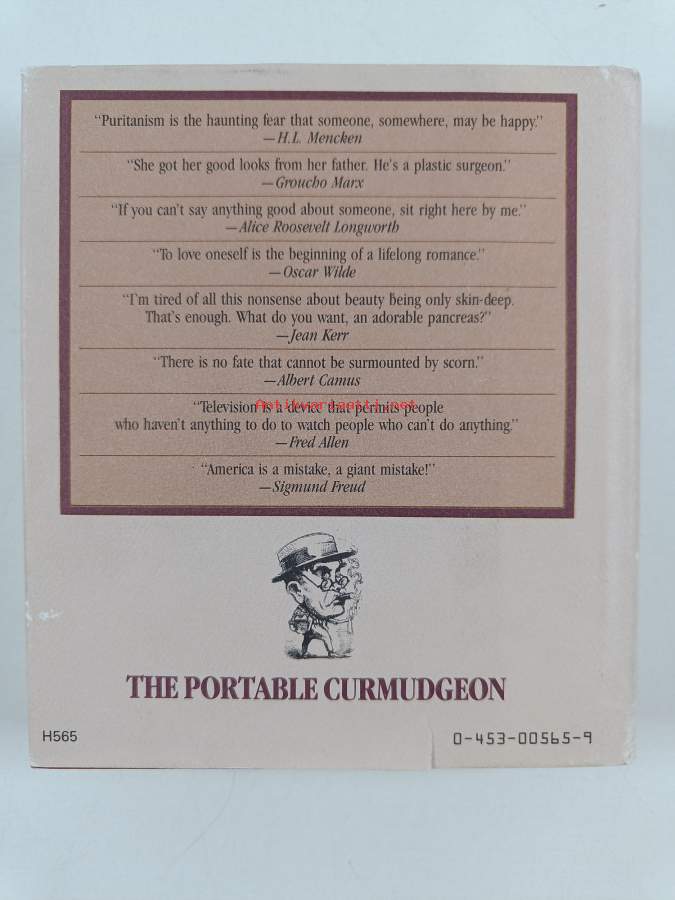 “Puritanism is the haunting fear that someone, somewhere, may be happy.”
—H.L. Mencken
“She got her good looks from her father. He's a plastic surgeon.”
—Groucho Marx
“If you can't say anything good about someone, sit right here by me.”
—Alice Roosevelt Longworth
“To love oneself is the beginning of a lifelong romance.”
—Oscar Wilde
“I'm tired of all this nonsense about beauty being only skin-deep.
That's enough. What do you want, an adorable pancreas?”
—Jean Kerr
“There is no fate that cannot be surmounted by scorn.”
—Albert Camus
“Television is a device that permits people
who haven't anything to do to watch people who can't do anything.”
—Fred Allen
“America is a mistake, a giant mistake!”
—Sigmund Freud
Antikvariaatti.net
THE PORTABLE CURMUDGEON
H565
0-453-00565-9